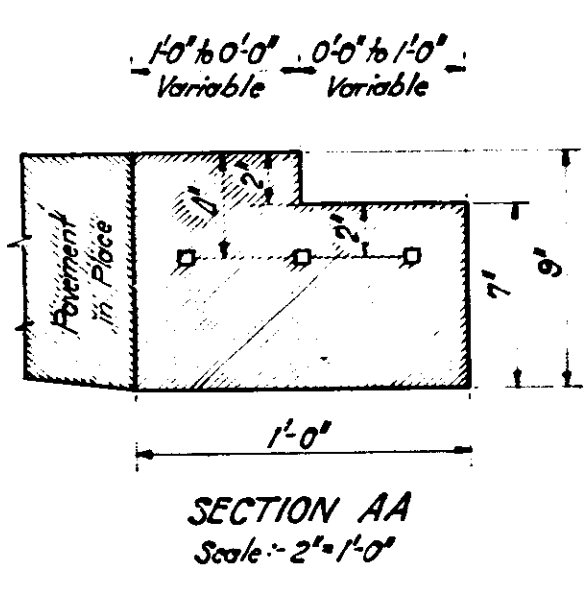 1'-0" to 0'-0"
Variable
0'-0" to 1'-0"
Variable
4"
2"
2"
7"
9"
Pavement
in Place
1'-0"
SECTION AA
Scale:- 2"=1'-0"